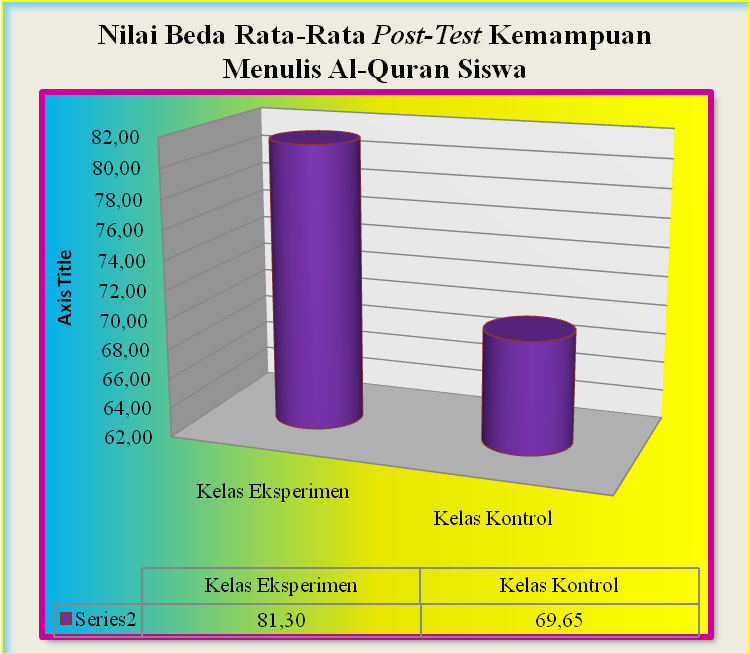 Nilai Beda Rata-Rata Post-Test Kemampuan
Menulis Al-Quran Siswa
Axis Title
82,00
80,00
78,00
76,00
74,00
72,00
70,00
68,00
66,00
64,00
62,00
Kelas Eksperimen
Kelas Kontrol
Kelas Eksperimen Kelas Kontrol
Series2 81,30 69,65